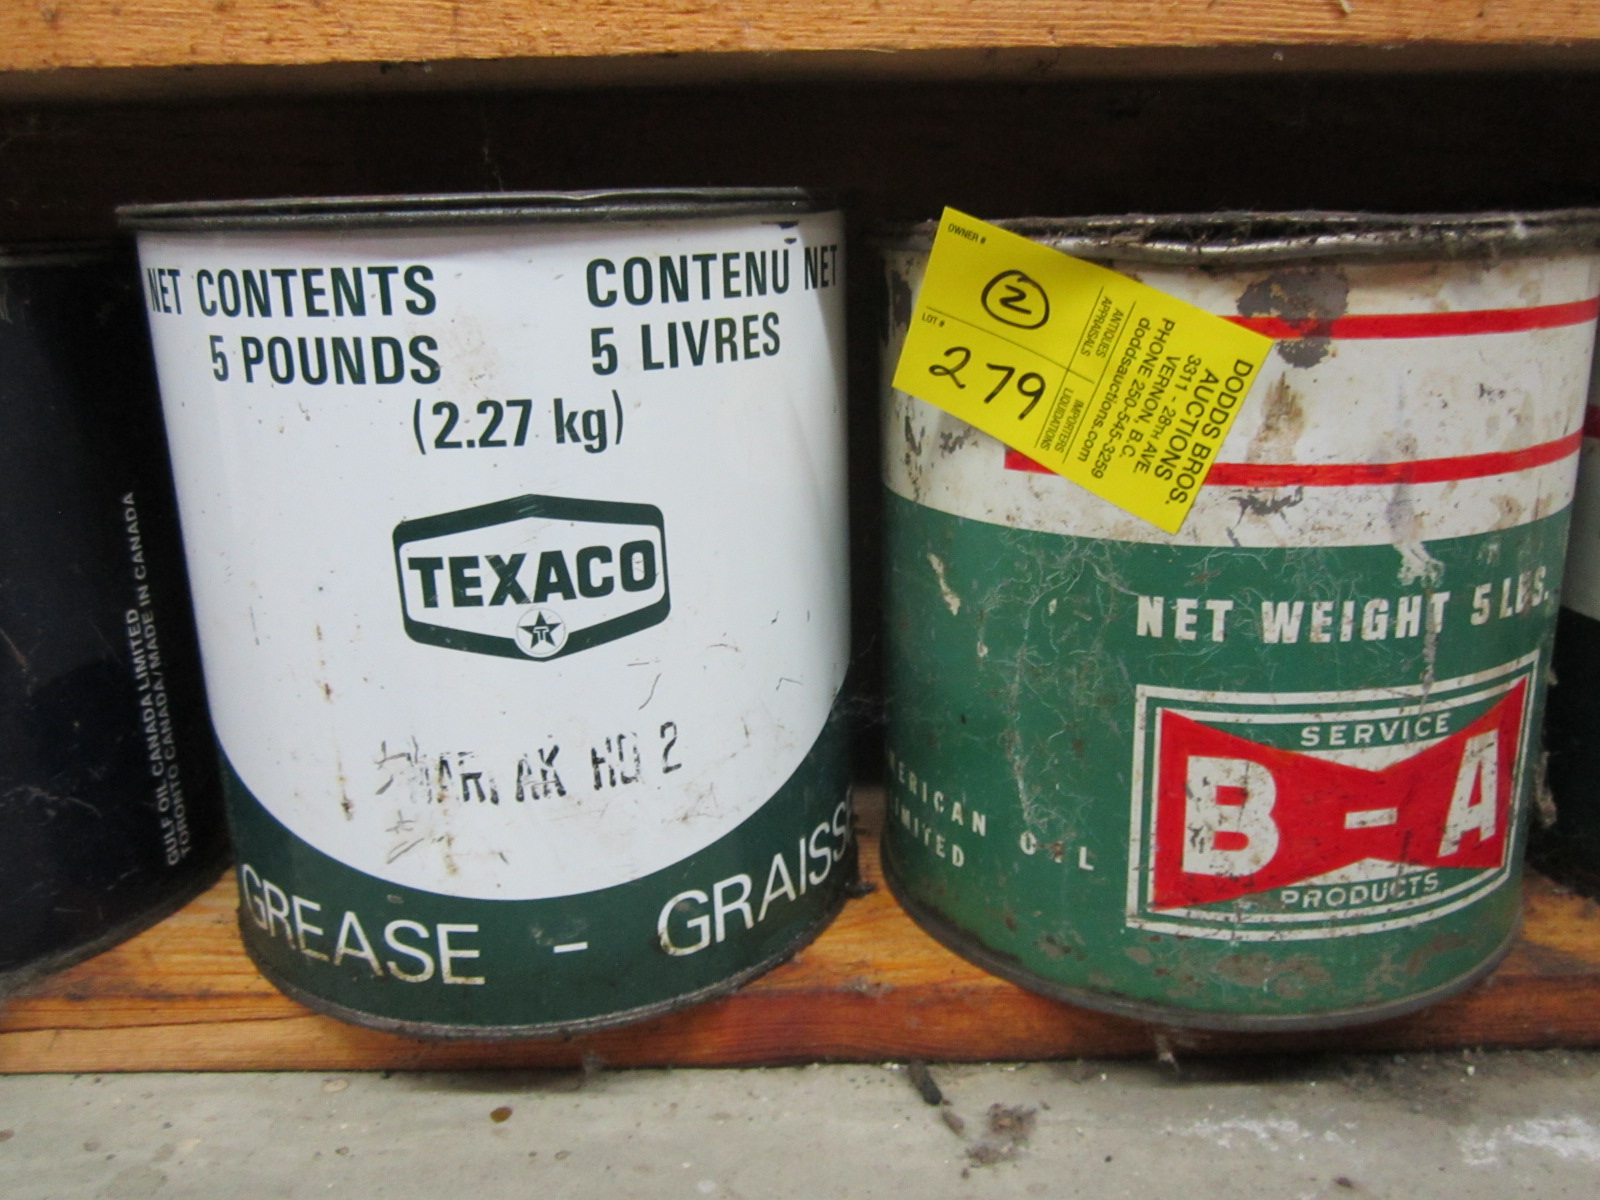 GULF OIL CANADA LIMITED
TORONTO CANADA/MADE IN CANADA
NET CONTENTS
5 POUNDS
CONTENU NET
5 LIVRES
(2.27 kg)
TEXACO
T
HD 2
GREASE - GRAISS
OWNER #
2
LOT #
279
ANTIQUES
APPRAISALS
IMPORTERS
LIQUIDATIONS
DODDS BROS.
AUCTIONS
3311 - 28TH AVE.
VERNON, B.C.
PHONE 250-545-3259
doddsauctions.com
NET WEIGHT 5 LBS.
SERVICE
B-A
PRODUCTS
MERICAN OIL
IMITED